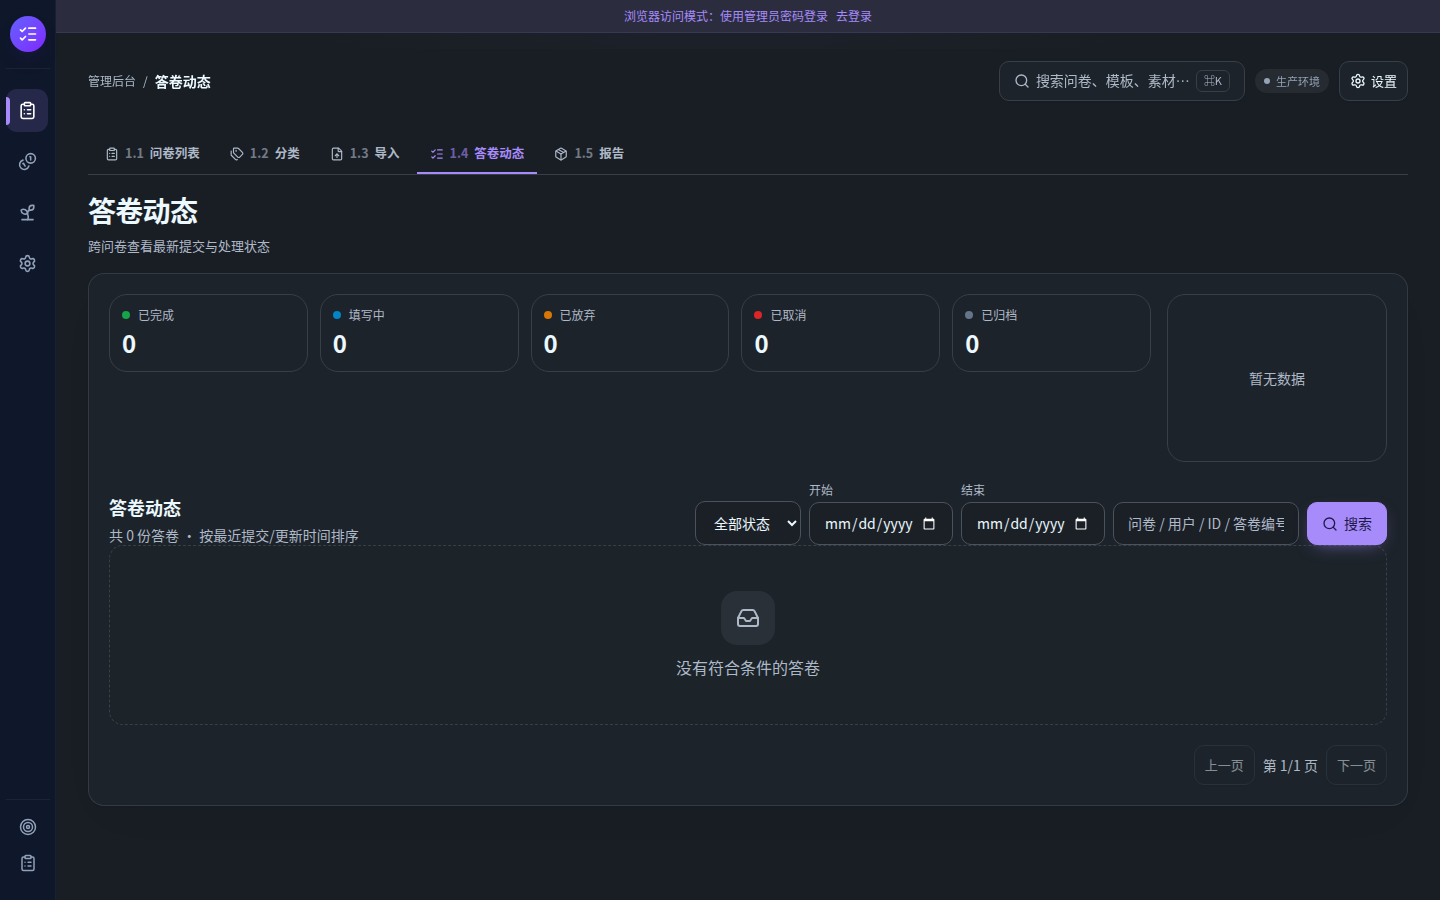 浏览器访问模式：使用管理员密码登录 去登录
管理后台 / 答卷动态
搜索问卷、模板、素材… ⌘K
生产环境
设置
1.1 问卷列表
1.2 分类
1.3 导入
1.4 答卷动态
1.5 报告
答卷动态
跨问卷查看最新提交与处理状态
已完成
0
填写中
0
已放弃
0
已取消
0
已归档
0
暂无数据
答卷动态
共 0 份答卷 • 按最近提交/更新时间排序
全部状态
开始
mm/dd/yyyy
结束
mm/dd/yyyy
问卷 / 用户 / ID / 答卷编号
搜索
没有符合条件的答卷
上一页
第 1/1 页
下一页